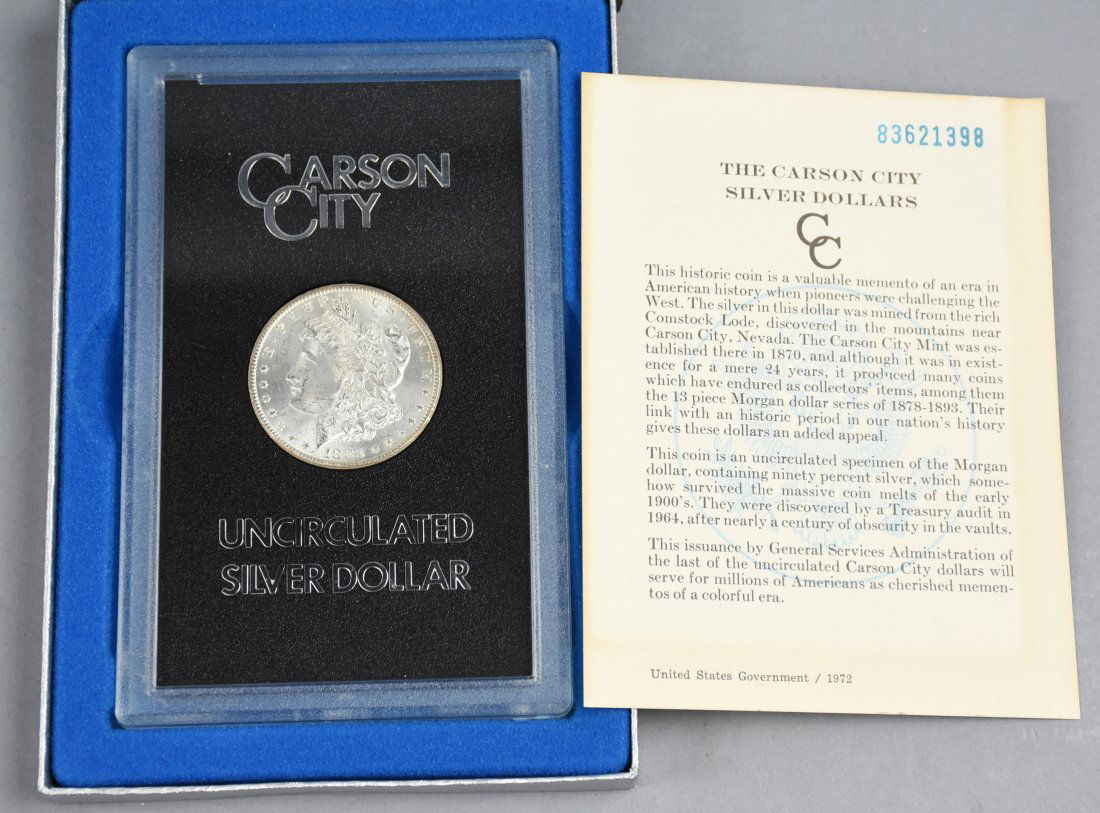 CARSON
CITY
UNCIRCULATED
SILVER DOLLAR
83621398
THE CARSON CITY
SILVER DOLLARS
CC
This historic coin is a valuable memento of an era in
American history when pioneers were challenging the
West. The silver in this dollar was mined from the rich
Comstock Lode, discovered in the mountains near
Carson City, Nevada. The Carson City Mint was es-
tablished there in 1870, and although it was in exist-
ence for a mere 24 years, it produced many coins
which have endured as collectors' items, among them
the 13 piece Morgan dollar series of 1878-1893. Their
link with an historic period in our nation's history
gives these dollars an added appeal.
This coin is an uncirculated specimen of the Morgan
dollar, containing ninety percent silver, which some-
how survived the massive coin melts of the early
1900's. They were discovered by a Treasury audit in
1964, after nearly a century of obscurity in the vaults.
This issuance by General Services Administration of
the last of the uncirculated Carson City dollars will
serve for millions of Americans as cherished memen-
tos of a colorful era.
United States Government / 1972